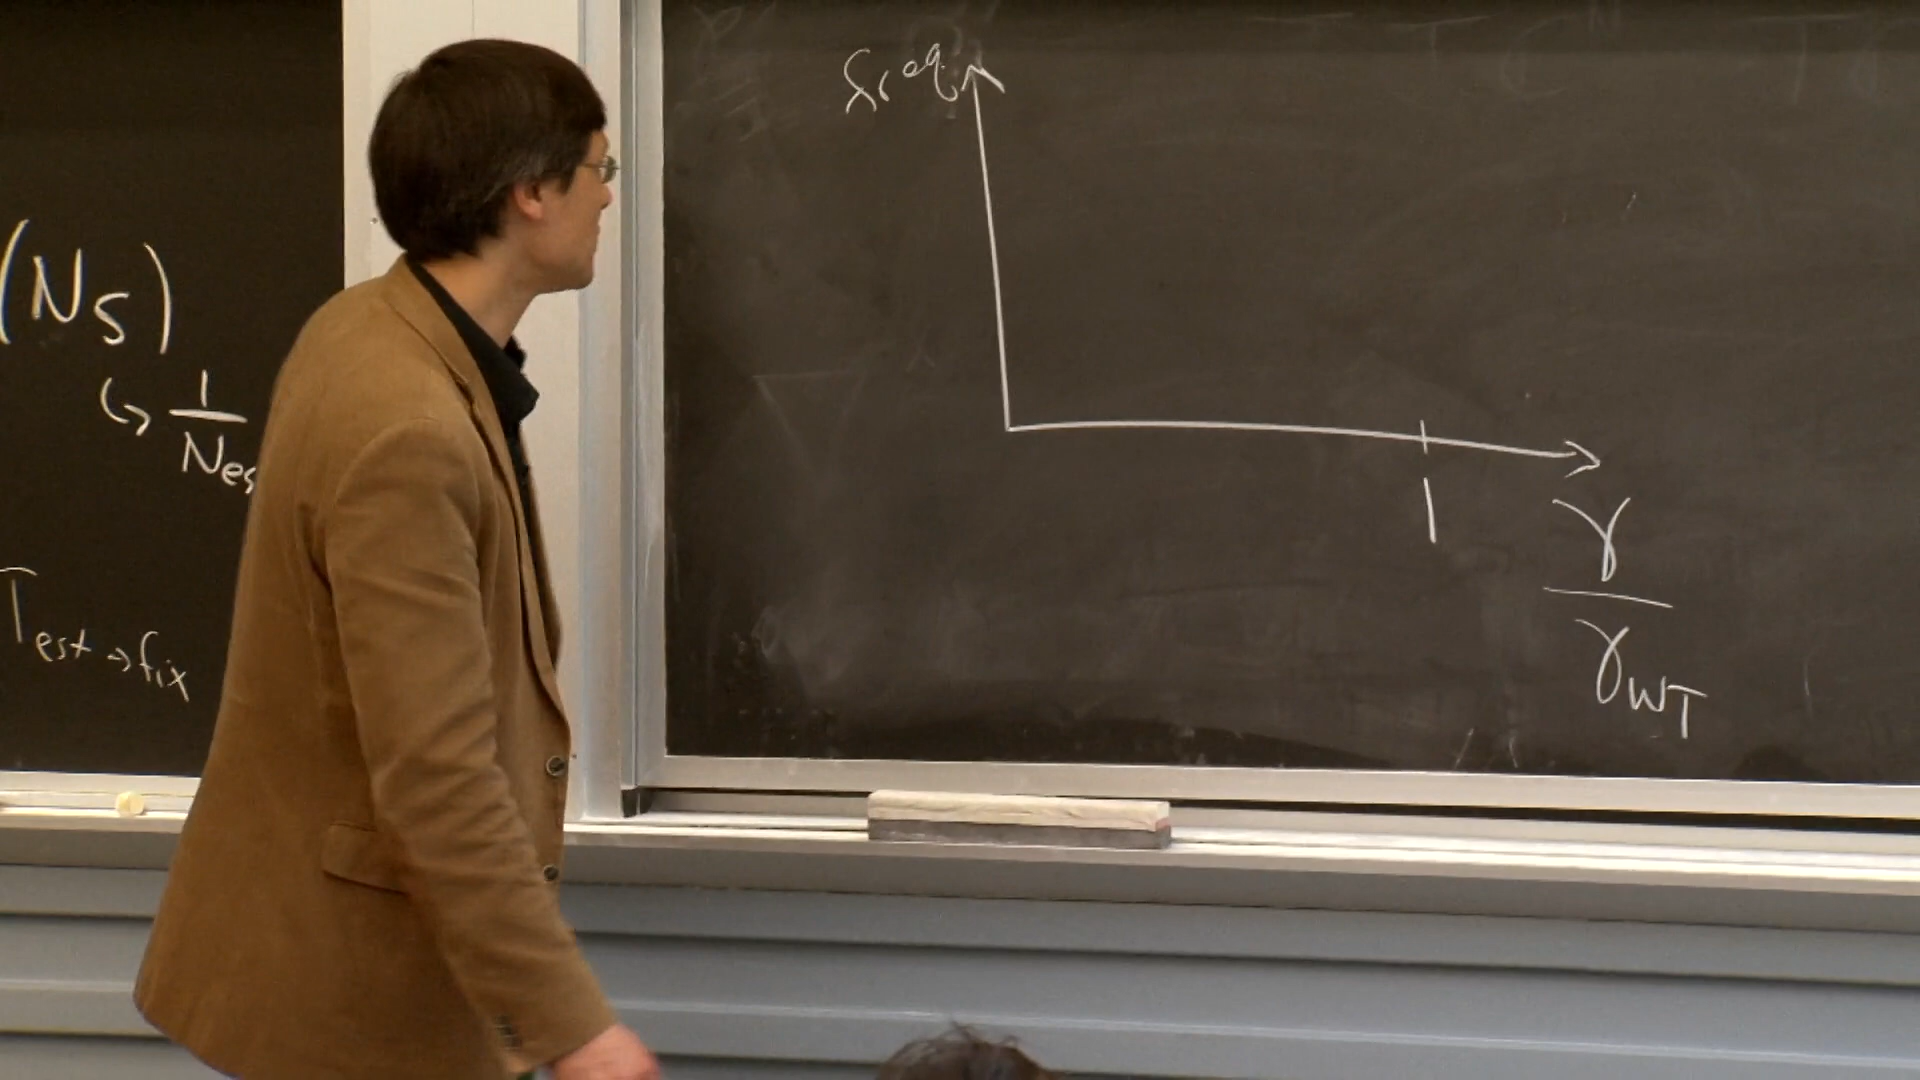 (Ns)
↳ 1
Nes
Test→fix
freq
1
γ
γWT